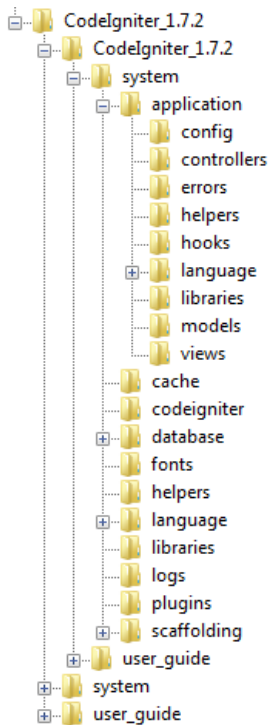 CodeIgniter_1.7.2
CodeIgniter_1.7.2
system
application
config
controllers
errors
helpers
hooks
language
libraries
models
views
cache
codeigniter
database
fonts
helpers
language
libraries
logs
plugins
scaffolding
user_guide
system
user_guide